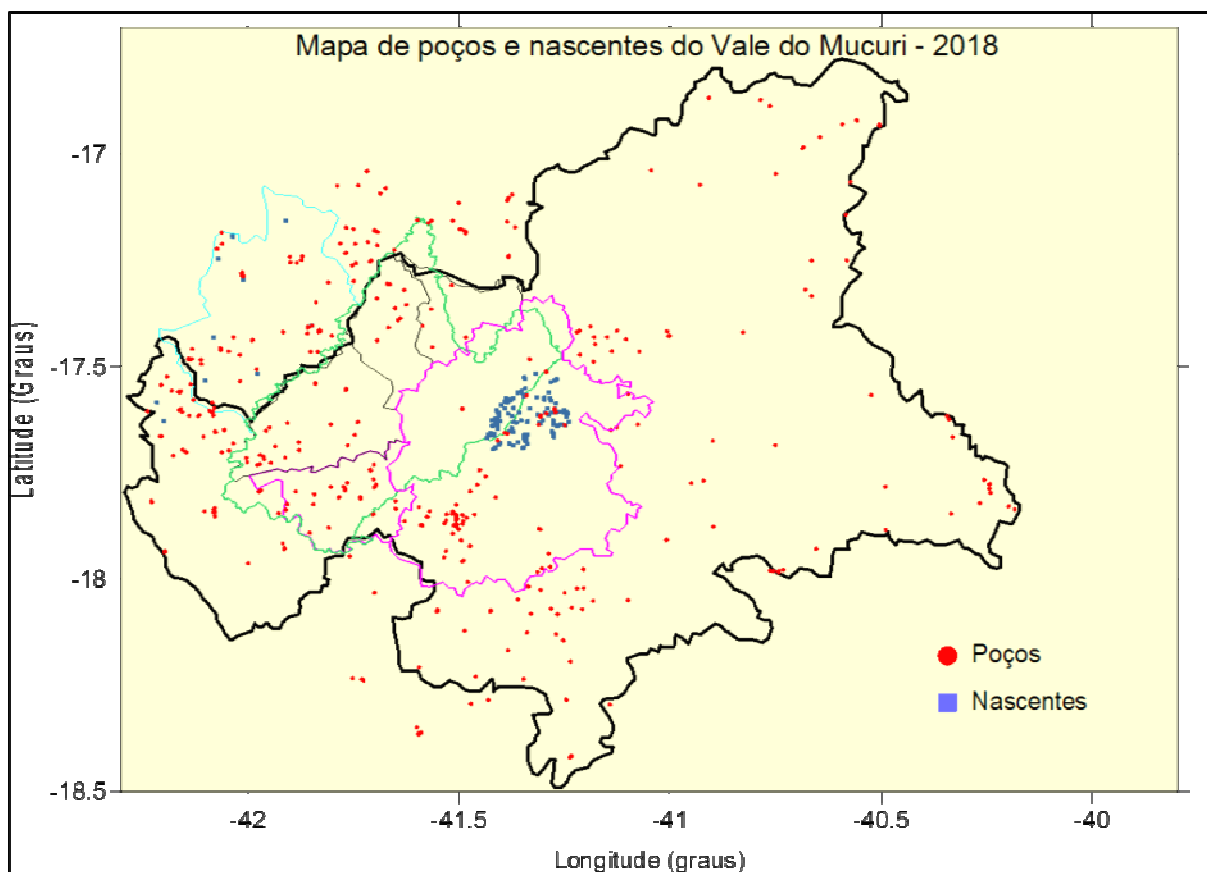 Mapa de poços e nascentes do Vale do Mucuri - 2018
-17
-17.5
-18
-18.5
Latitude (Graus)
Poços
Nascentes
-42
-41.5
-41
-40.5
-40
Longitude (graus)